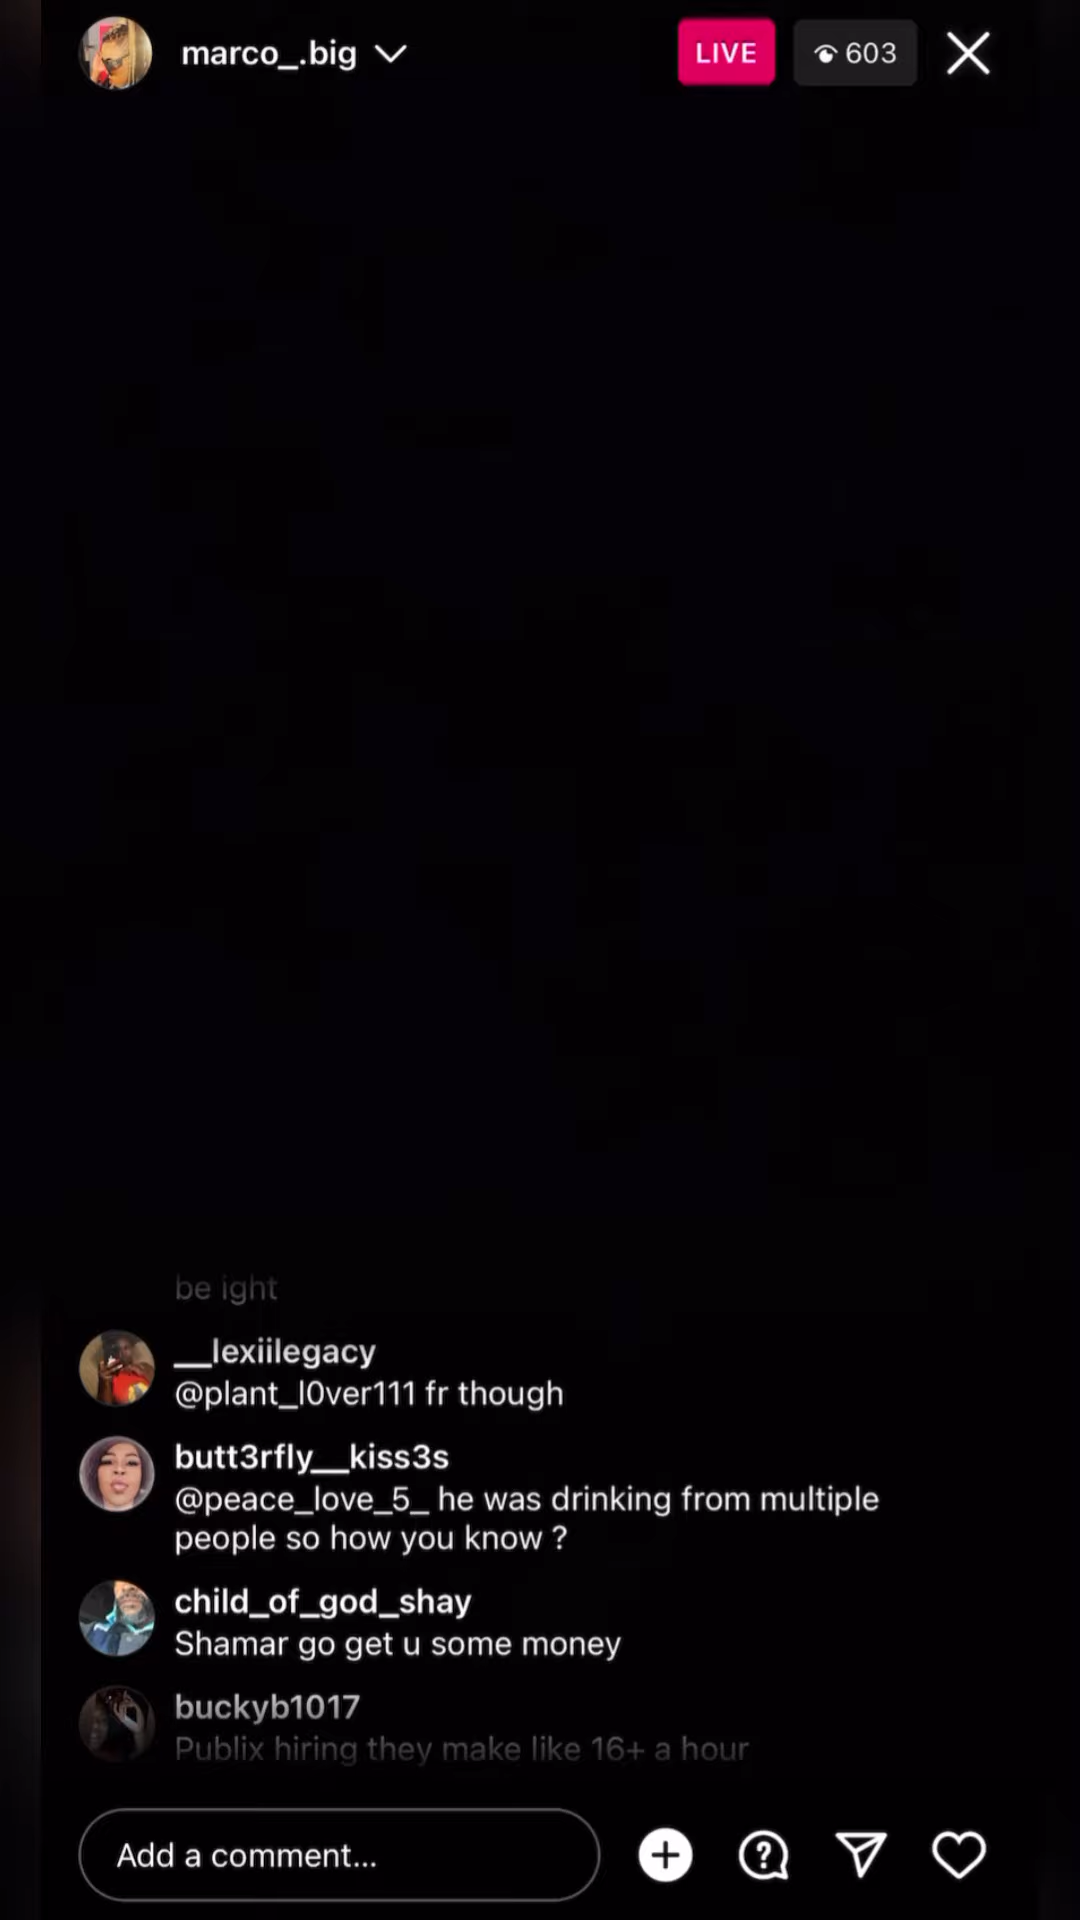 marco_.big
LIVE
603
be ight
__lexiilegacy
@plant_l0ver111 fr though
butt3rfly__kiss3s
@peace_love_5_ he was drinking from multiple
people so how you know ?
child_of_god_shay
Shamar go get u some money
buckyb1017
Publix hiring they make like 16+ a hour
Add a comment...